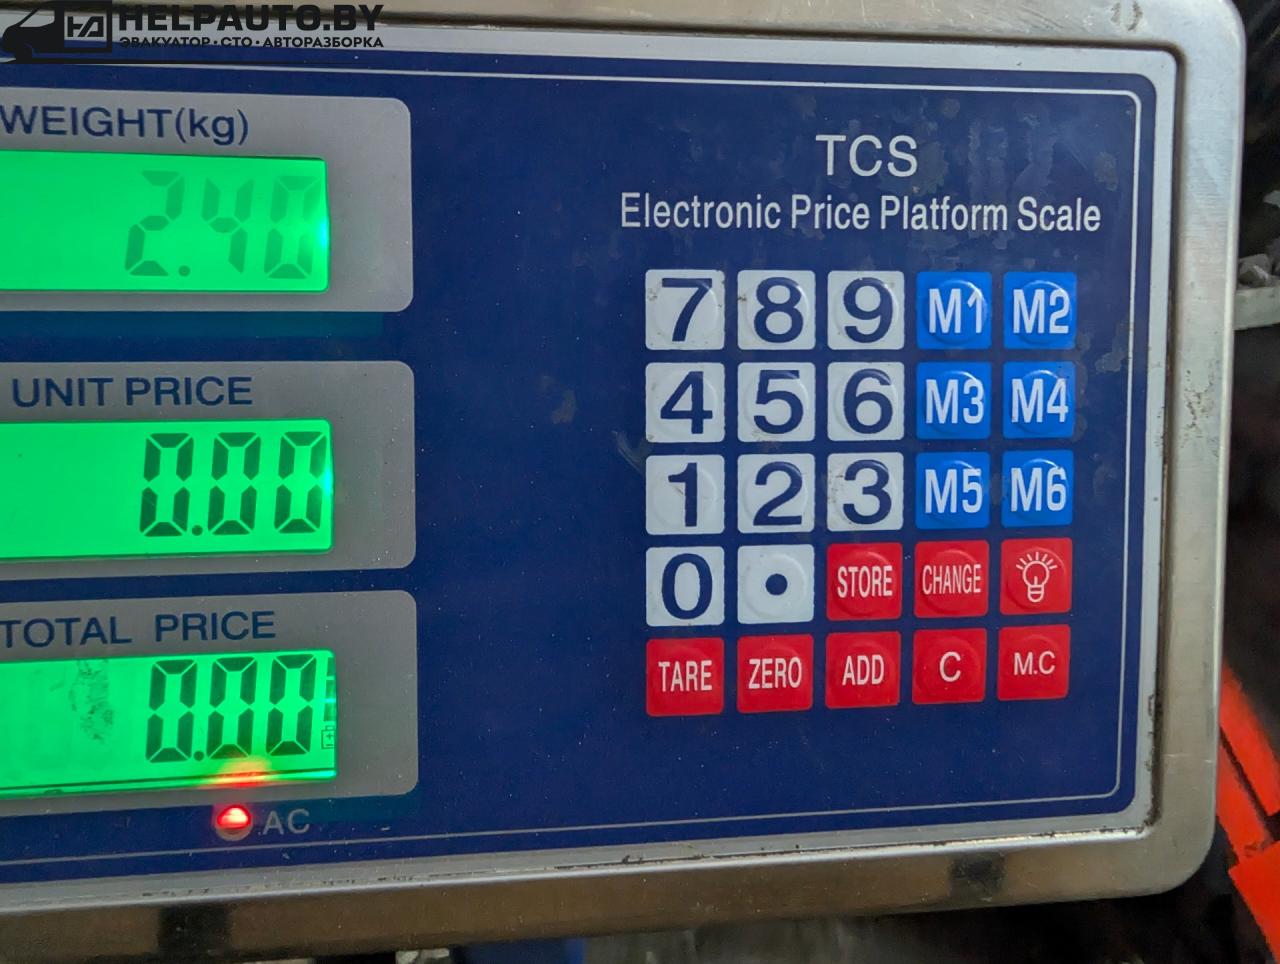 HELPAUTO.BY
ЭВАКУАТОР · СТО · АВТОРАЗБОРКА
WEIGHT(kg)
2.40
UNIT PRICE
0.00
TOTAL PRICE
0.00
AC
TCS
Electronic Price Platform Scale
7 8 9 M1 M2
4 5 6 M3 M4
1 2 3 M5 M6
0 . STORE CHANGE
TARE ZERO ADD C M.C